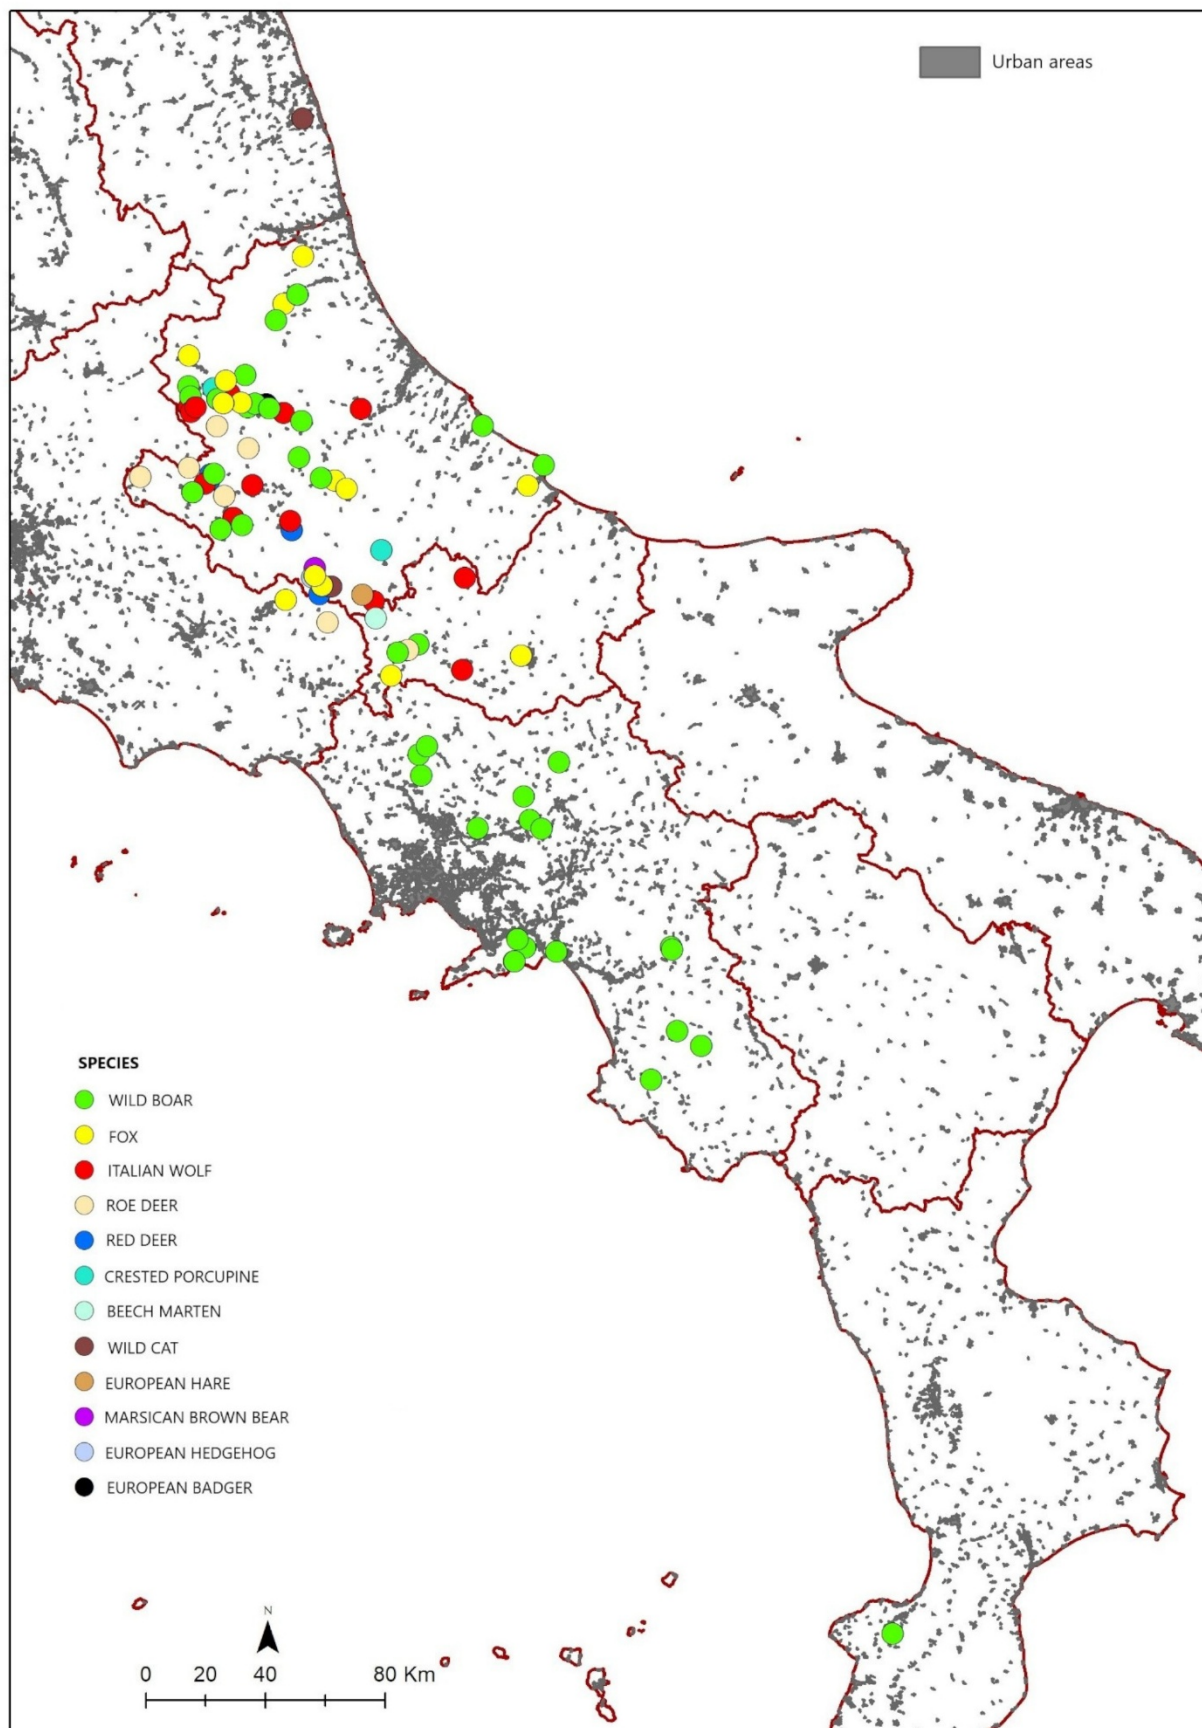 Urban areas
SPECIES
WILD BOAR
FOX
ITALIAN WOLF
ROE DEER
RED DEER
CRESTED PORCUPINE
BEECH MARTEN
WILD CAT
EUROPEAN HARE
MARSICAN BROWN BEAR
EUROPEAN HEDGEHOG
EUROPEAN BADGER
N
0 20 40 80 Km